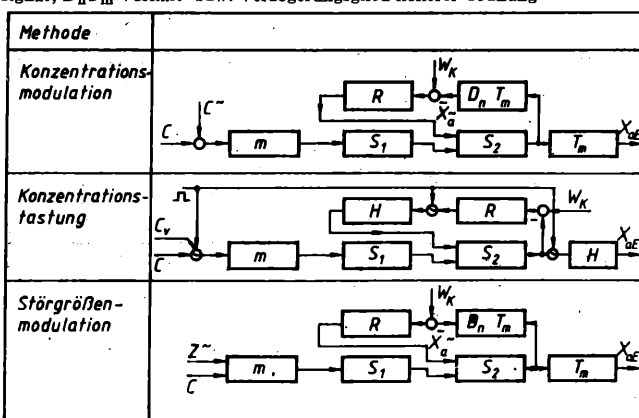 Methode
Konzentrations-
modulation
W_K
R
D_n T_m
C~
X̄_a~
X_aE
C
m
S_1
S_2
T_m
Konzentrations-
tastung
H
R
W_K
C_v
-
X_aE
C
m
S_1
S_2
H
Störgrößen-
modulation
W_K
R
B_n T_m
Z~
X̄_a~
X_aE
C
m.
S_1
S_2
T_m